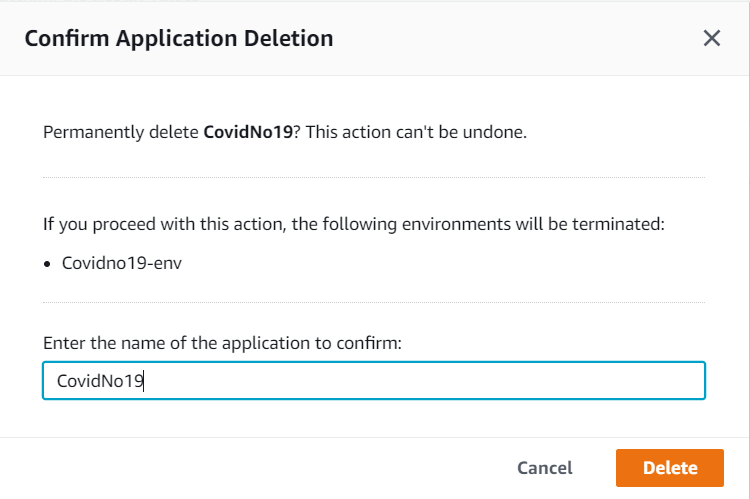 Confirm Application Deletion
Permanently delete CovidNo19? This action can't be undone.
If you proceed with this action, the following environments will be terminated:
• Covidno19-env
Enter the name of the application to confirm:
CovidNo19
Cancel Delete